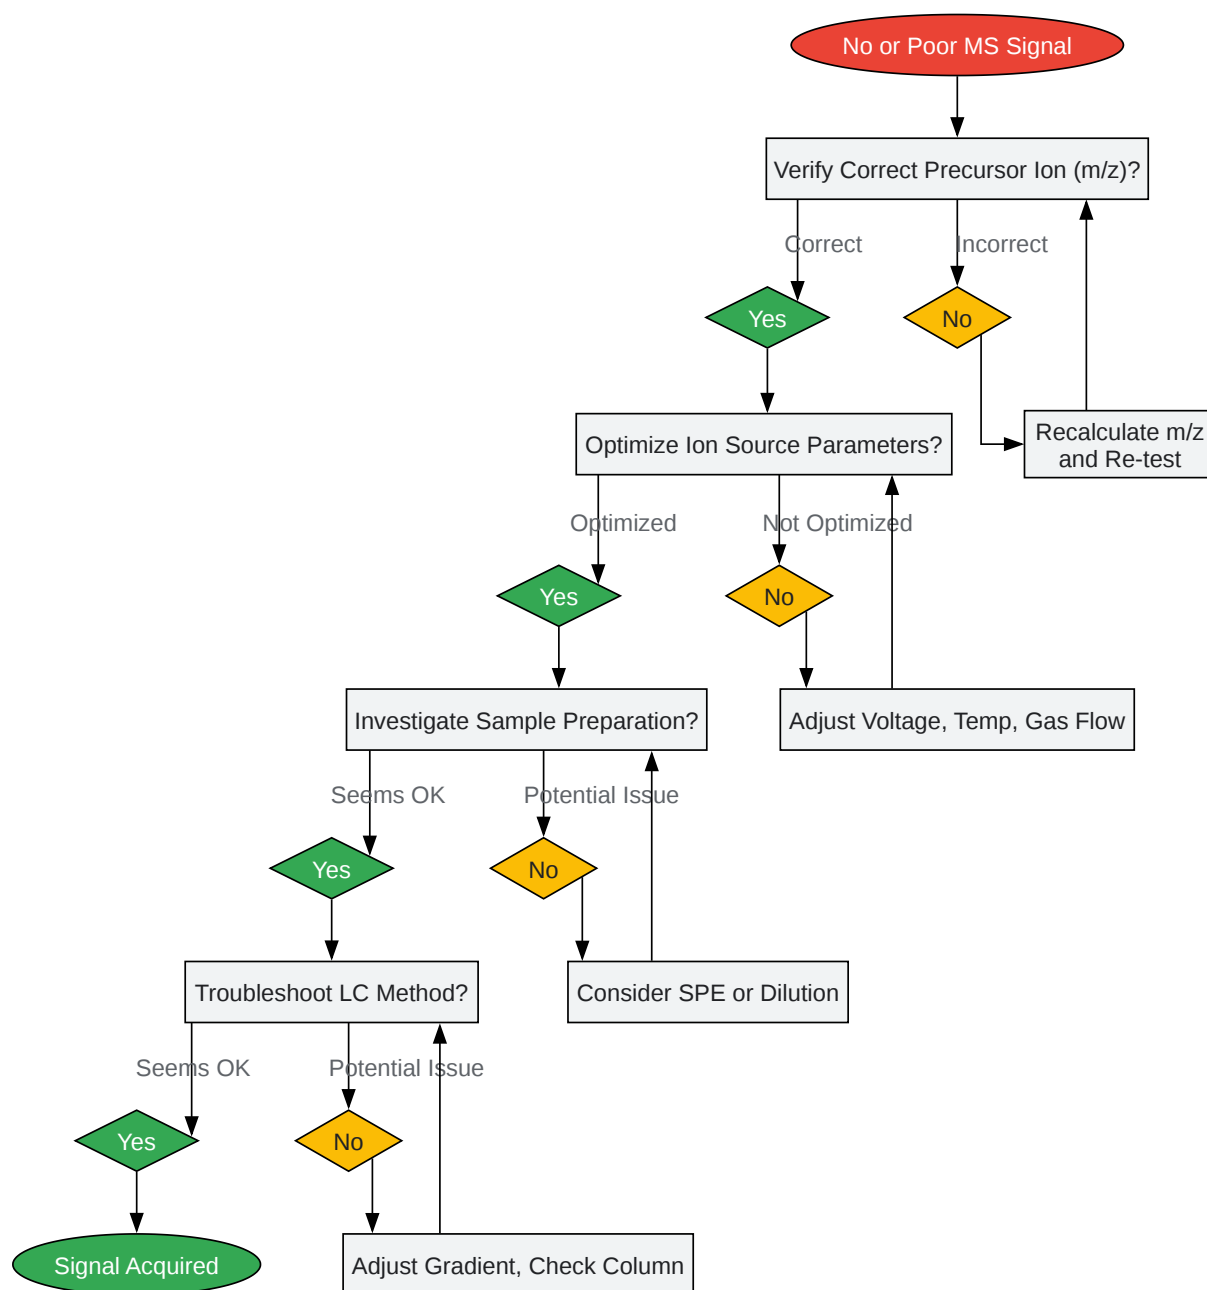 No or Poor MS Signal
Verify Correct Precursor Ion (m/z)?
Correct
Incorrect
Yes
No
Recalculate m/z
and Re-test
Optimize Ion Source Parameters?
Optimized
Not Optimized
Yes
No
Adjust Voltage, Temp, Gas Flow
Investigate Sample Preparation?
Seems OK
Potential Issue
Yes
No
Consider SPE or Dilution
Troubleshoot LC Method?
Seems OK
Potential Issue
Yes
No
Signal Acquired
Adjust Gradient, Check Column